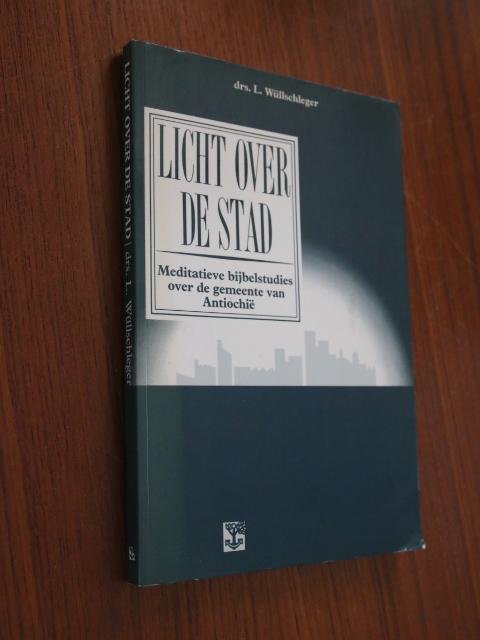 drs. L. Wüllschleger
LICHT OVER
DE STAD
Meditatieve bijbelstudies
over de gemeente van
Antiochië
LICHT OVER DE STAD | drs. L. Wüllschleger